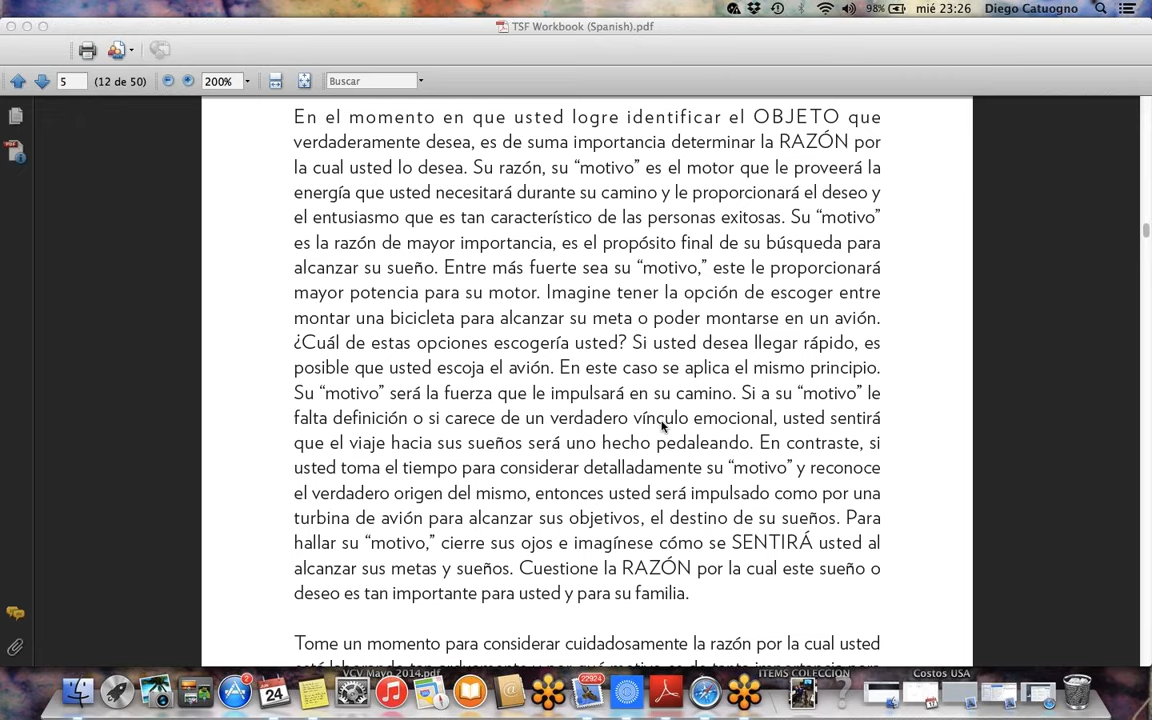 98% mié 23:26 Diego Catuogno
TSF Workbook (Spanish).pdf
5 (12 de 50) 200% Buscar
En el momento en que usted logre identificar el OBJETO que
verdaderamente desea, es de suma importancia determinar la RAZÓN por
la cual usted lo desea. Su razón, su “motivo” es el motor que le proveerá la
energía que usted necesitará durante su camino y le proporcionará el deseo y
el entusiasmo que es tan característico de las personas exitosas. Su “motivo”
es la razón de mayor importancia, es el propósito final de su búsqueda para
alcanzar su sueño. Entre más fuerte sea su “motivo,” este le proporcionará
mayor potencia para su motor. Imagine tener la opción de escoger entre
montar una bicicleta para alcanzar su meta o poder montarse en un avión.
¿Cuál de estas opciones escogería usted? Si usted desea llegar rápido, es
posible que usted escoja el avión. En este caso se aplica el mismo principio.
Su “motivo” será la fuerza que le impulsará en su camino. Si a su “motivo” le
falta definición o si carece de un verdadero vínculo emocional, usted sentirá
que el viaje hacia sus sueños será uno hecho pedaleando. En contraste, si
usted toma el tiempo para considerar detalladamente su “motivo” y reconoce
el verdadero origen del mismo, entonces usted será impulsado como por una
turbina de avión para alcanzar sus objetivos, el destino de su sueños. Para
hallar su “motivo,” cierre sus ojos e imagínese cómo se SENTIRÁ usted al
alcanzar sus metas y sueños. Cuestione la RAZÓN por la cual este sueño o
deseo es tan importante para usted y para su familia.
Tome un momento para considerar cuidadosamente la razón por la cual usted
VCV Mayo 2014.pdf ITEMS COLECCIÓN Costos USA
2 24 22924